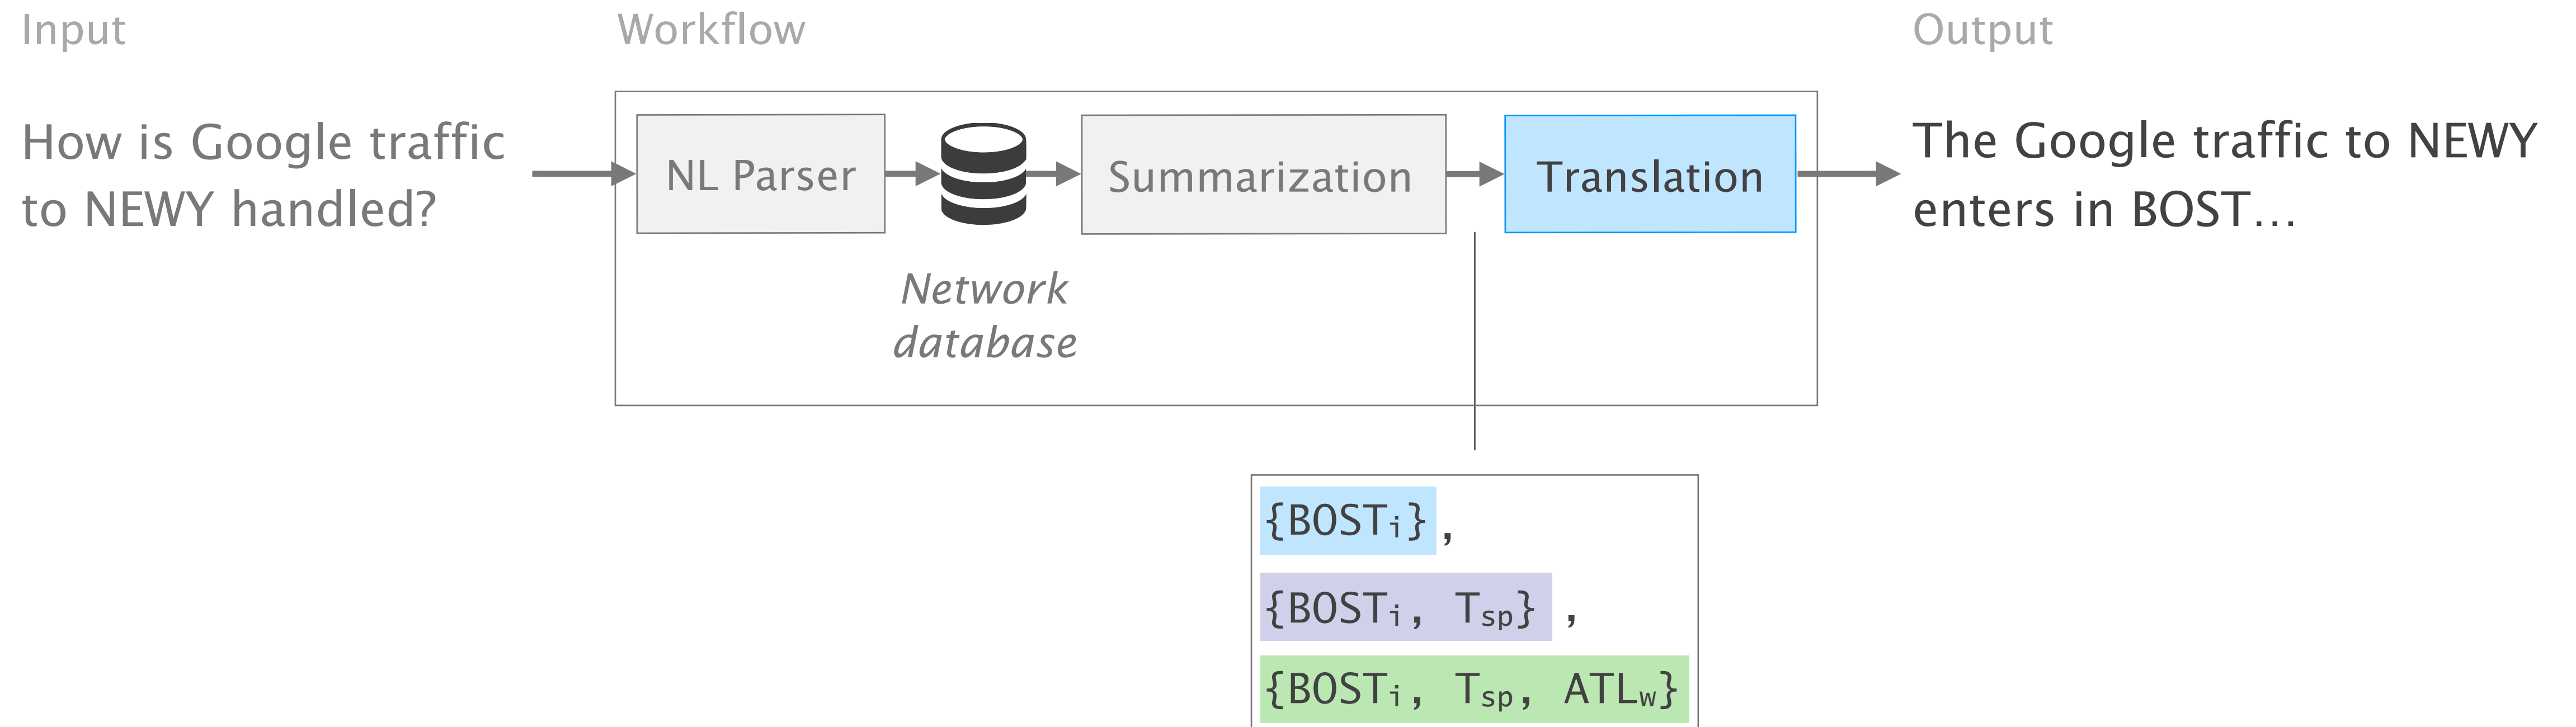 Input
Workflow
Output
How is Google traffic
to NEWY handled?
NL Parser
Summarization
Translation
The Google traffic to NEWY
enters in BOST…
Network
database
{BOSTi},
{BOSTi, Tsp} ,
{BOSTi, Tsp, ATLw}